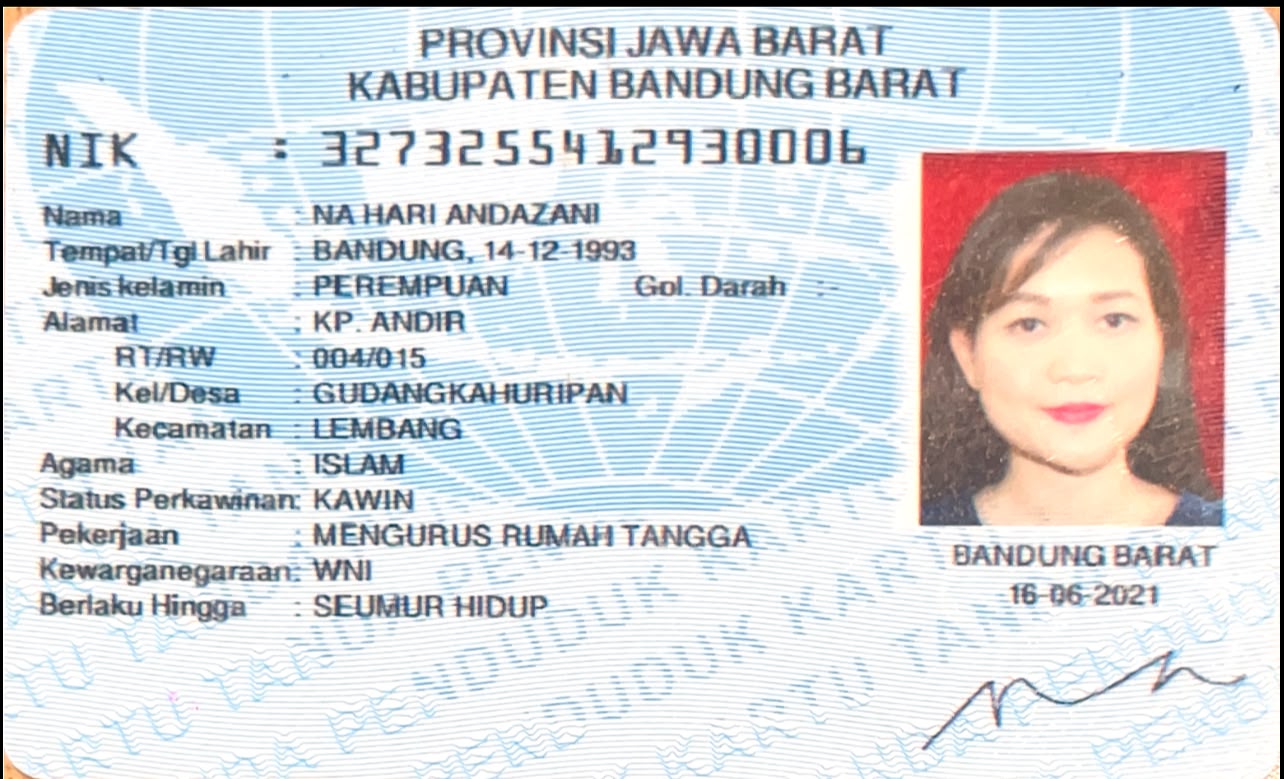 PROVINSI JAWA BARAT
KABUPATEN BANDUNG BARAT
NIK : 3273255412930006
Nama : NA HARI ANDAZANI
Tempat/Tgl Lahir : BANDUNG, 14-12-1993
Jenis kelamin : PEREMPUAN Gol. Darah :-
Alamat : KP. ANDIR
RT/RW : 004/015
Kel/Desa : GUDANGKAHURIPAN
Kecamatan : LEMBANG
Agama : ISLAM
Status Perkawinan: KAWIN
Pekerjaan : MENGURUS RUMAH TANGGA
Kewarganegaraan: WNI
Berlaku Hingga : SEUMUR HIDUP
BANDUNG BARAT
16-06-2021